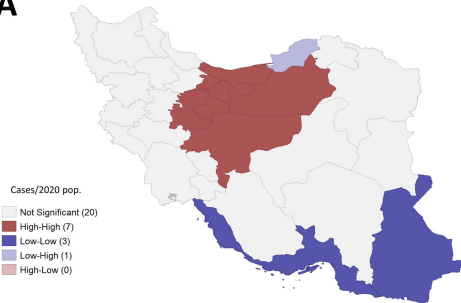 A
Cases/2020 pop.
Not Significant (20)
High-High (7)
Low-Low (3)
Low-High (1)
High-Low (0)